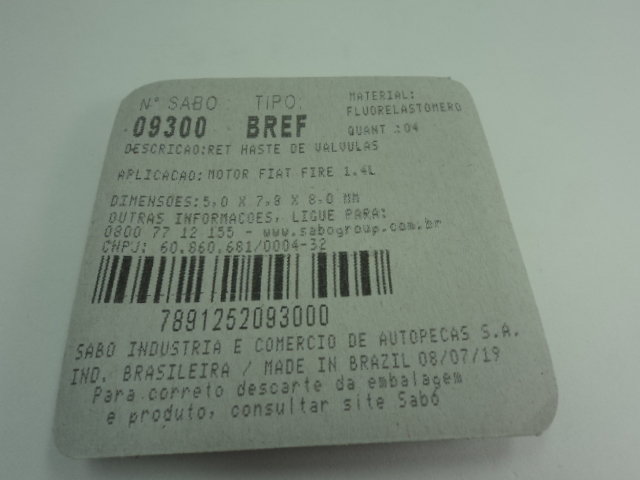 Nº SABO: TIPO: MATERIAL:
09300 BREF FLUORELASTOMERO
QUANT :04
DESCRICAO:RET HASTE DE VALVULAS
APLICACAO:MOTOR FIAT FIRE 1.4L
DIMENSOES:5,0 X 7,8 X 8,0 MM
OUTRAS INFORMACOES, LIGUE PARA:
0800 77 12 155 - www.sabogroup.com.br
CNPJ: 60.860.681/0004-32
7891252093000
SABO INDUSTRIA E COMERCIO DE AUTOPECAS S.A.
IND. BRASILEIRA / MADE IN BRAZIL 08/07/19
Para correto descarte da embalagem
e produto, consultar site Sabó